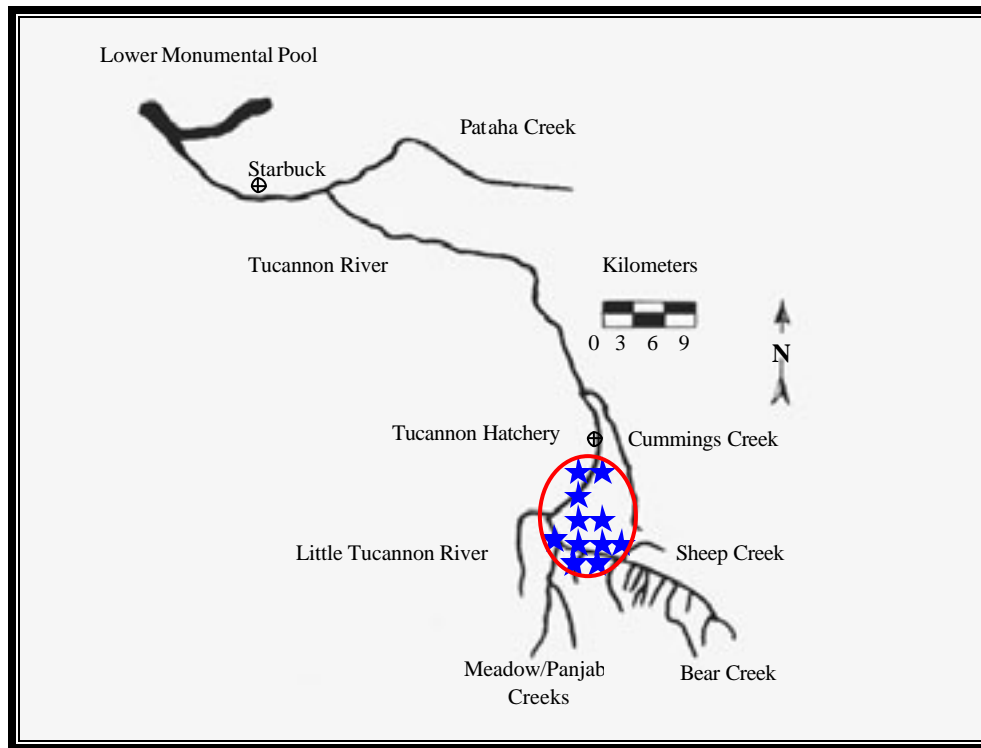 Lower Monumental Pool
Pataha Creek
Starbuck
Tucannon River
Kilometers
0 3 6 9
N
Tucannon Hatchery
Cummings Creek
Little Tucannon River
Sheep Creek
Meadow/Panjab
Creeks
Bear Creek